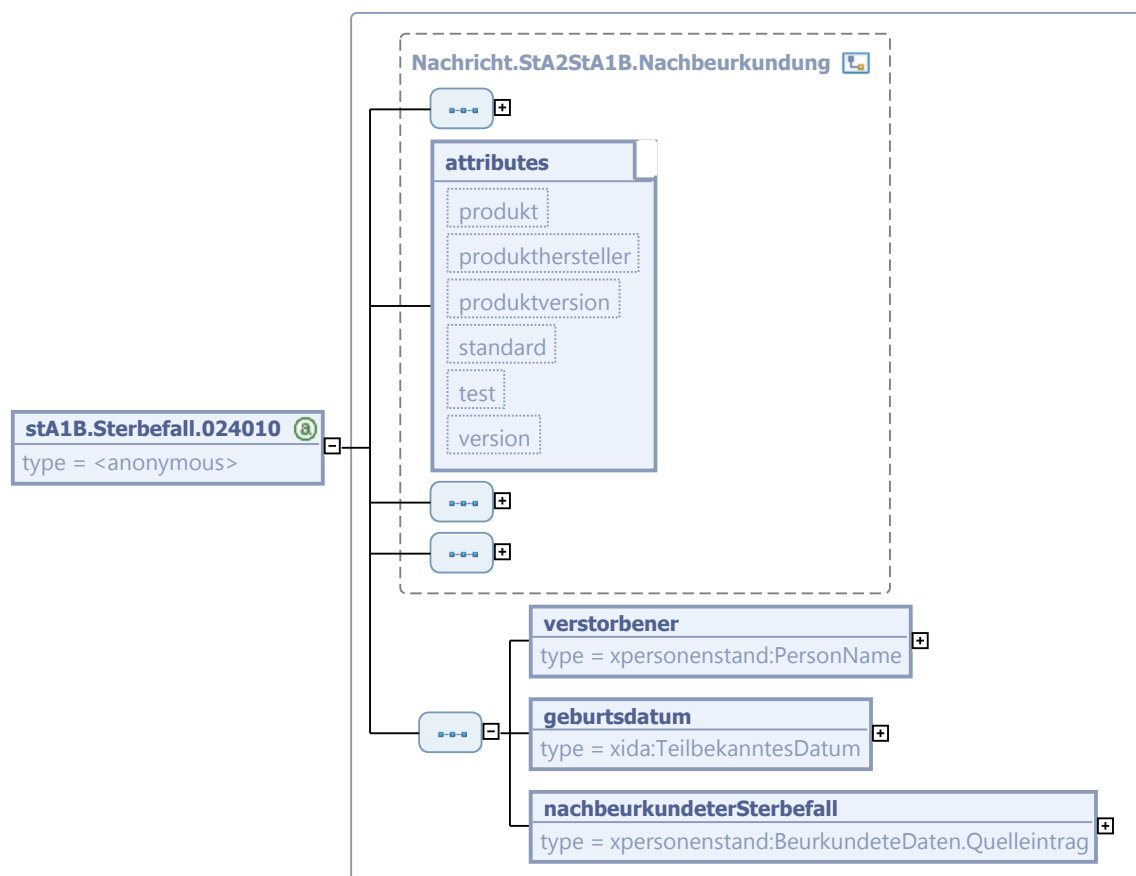 Nachricht.StA2StA1B.Nachbeurkundung
attributes
produkt
produkthersteller
produktversion
standard
test
version
stA1B.Sterbefall.024010 a
type = <anonymous>
verstorbener
type = xpersonenstand:PersonName
geburtsdatum
type = xida:TeilbekanntesDatum
nachbeurkundeterSterbefall
type = xpersonenstand:BeurkundeteDaten.Quelleintrag